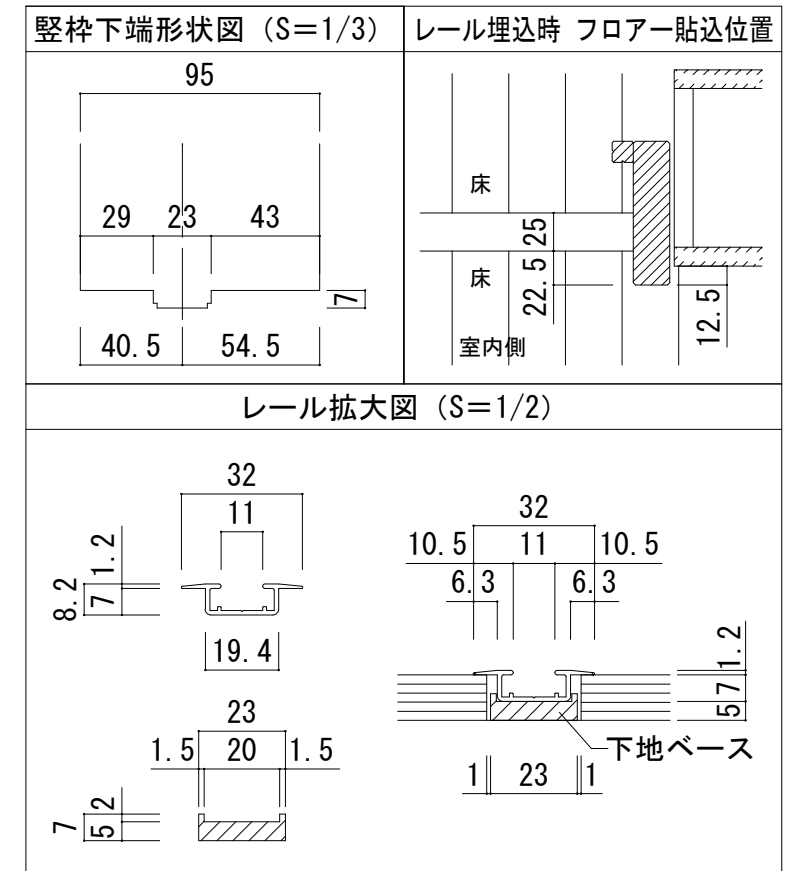 竪枠下端形状図 (S=1/3)
95
29 23 43
7
40.5 54.5
レール埋込時 フロアー貼込位置
床
25
床
22.5
12.5
室内側
レール拡大図 (S=1/2)
32
11
1.2
8.2
7
19.4
23
1.5 20 1.5
2
7
5
32
10.5 11 10.5
6.3 6.3
1.2
7
5
下地ベース
1 23 1